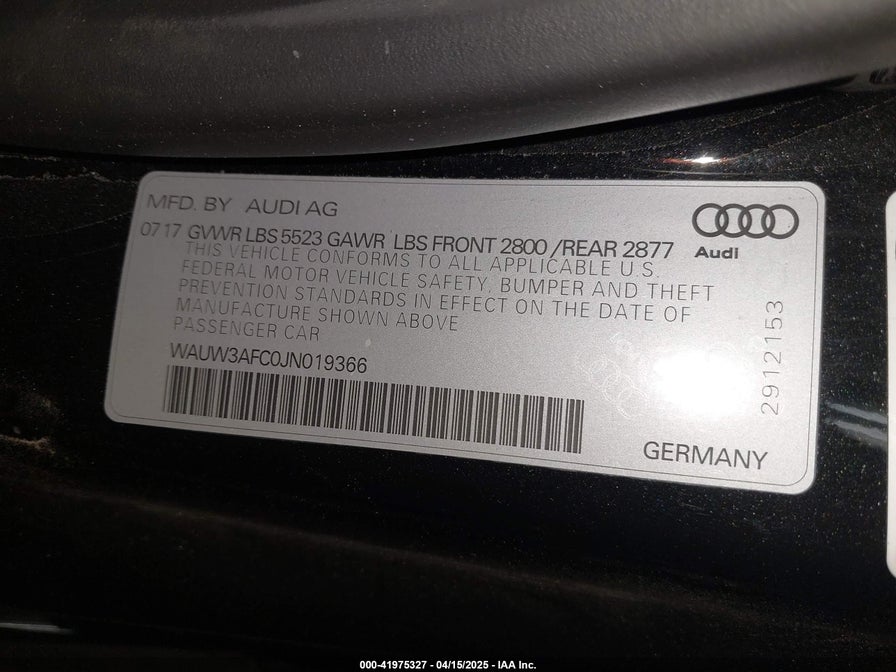 MFD. BY AUDI AG
07 17 GVWR LBS 5523 GAWR LBS FRONT 2800 /REAR 2877
THIS VEHICLE CONFORMS TO ALL APPLICABLE U.S.
FEDERAL MOTOR VEHICLE SAFETY, BUMPER AND THEFT
PREVENTION STANDARDS IN EFFECT ON THE DATE OF
MANUFACTURE SHOWN ABOVE
PASSENGER CAR
WAUW3AFC0JN019366
Audi
2912153
GERMANY
000-41975327 - 04/15/2025 - IAA Inc.